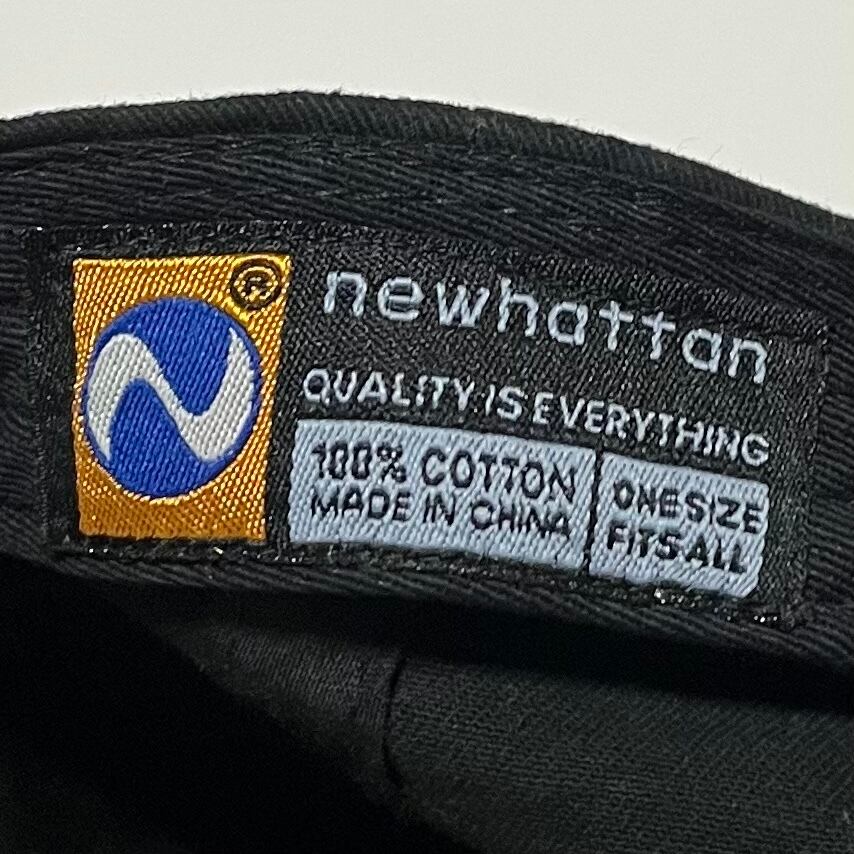 ®
newhattan
QUALITY IS EVERYTHING
100% COTTON
MADE IN CHINA
ONE SIZE
FITS ALL